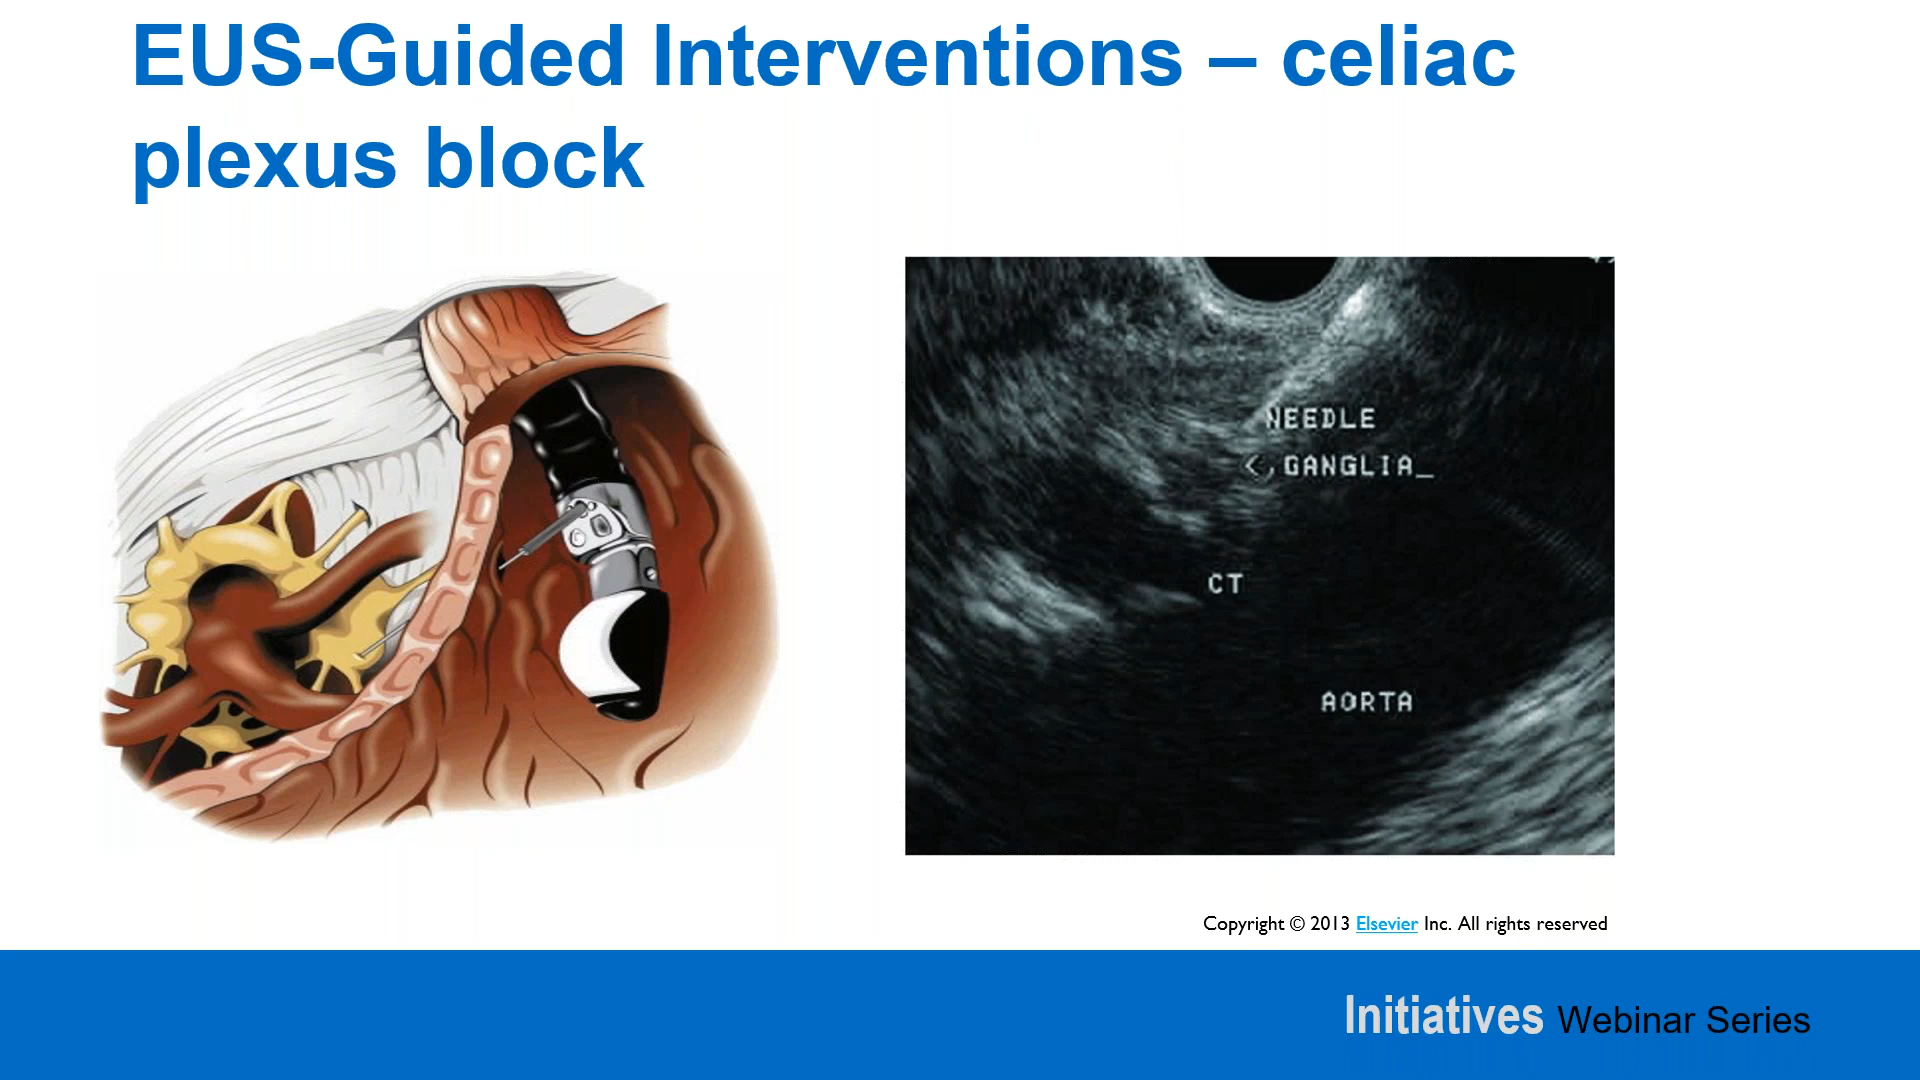 EUS-Guided Interventions – celiac
plexus block
NEEDLE
<, GANGLIA_
CT
AORTA
Copyright © 2013 Elsevier Inc. All rights reserved
Initiatives Webinar Series